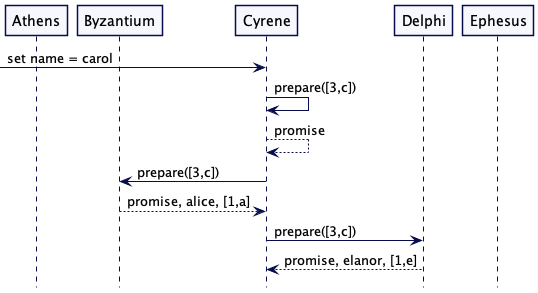 Athens
Byzantium
Cyrene
Delphi
Ephesus
set name = carol
prepare([3,c])
promise
prepare([3,c])
promise, alice, [1,a]
prepare([3,c])
promise, elanor, [1,e]